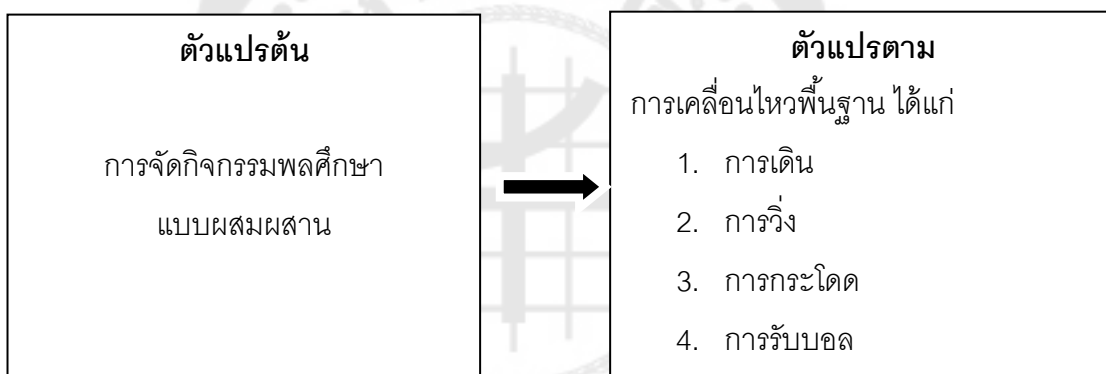 ตัวแปรต้น
การจัดกิจกรรมพลศึกษา
แบบผสมผสาน
ตัวแปรตาม
การเคลื่อนไหวพื้นฐาน ได้แก่
1. การเดิน
2. การวิ่ง
3. การกระโดด
4. การรับบอล